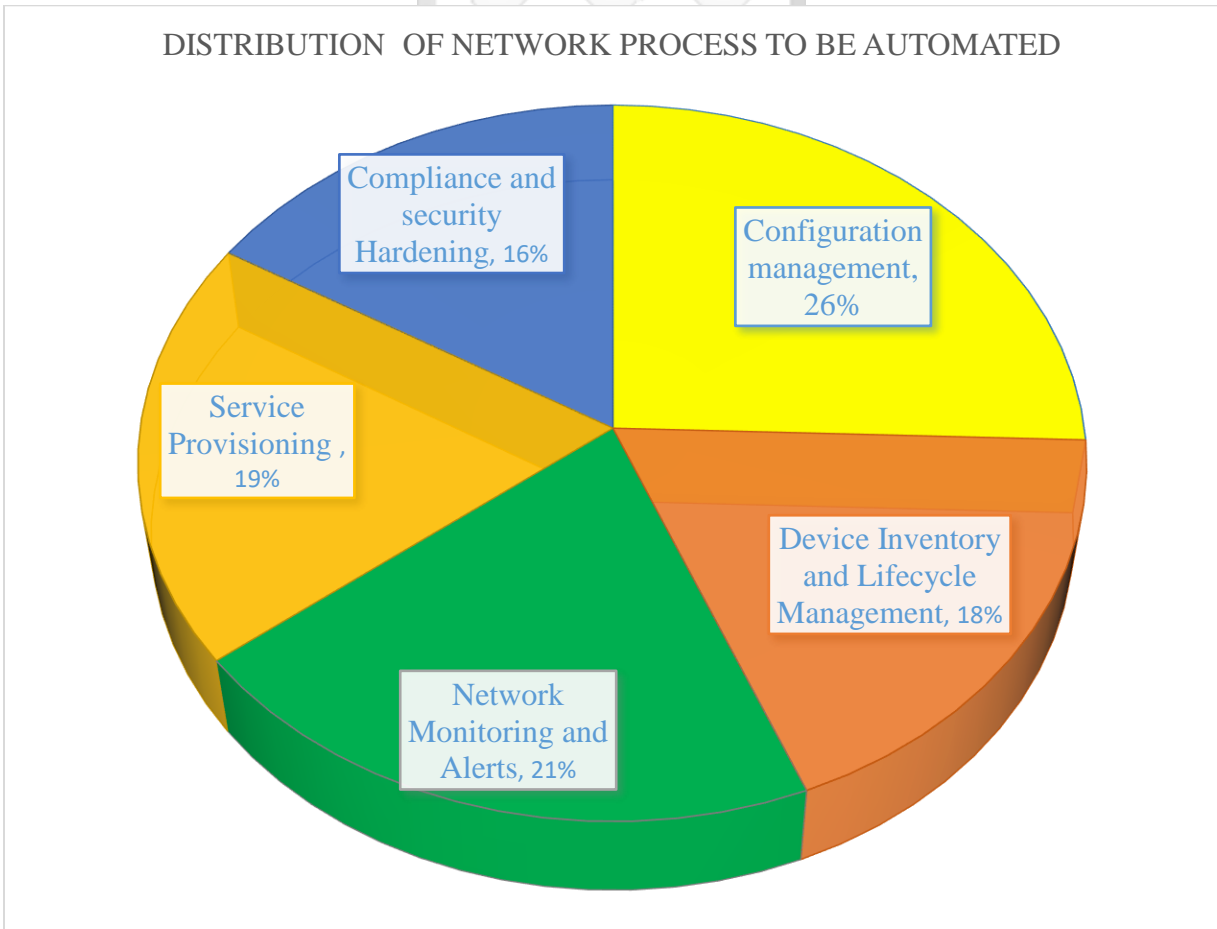 DISTRIBUTION  OF NETWORK PROCESS TO BE AUTOMATED
Compliance and
security
Hardening, 16%
Configuration
management,
26%
Service
Provisioning ,
19%
Device Inventory
and Lifecycle
Management, 18%
Network
Monitoring and
Alerts, 21%